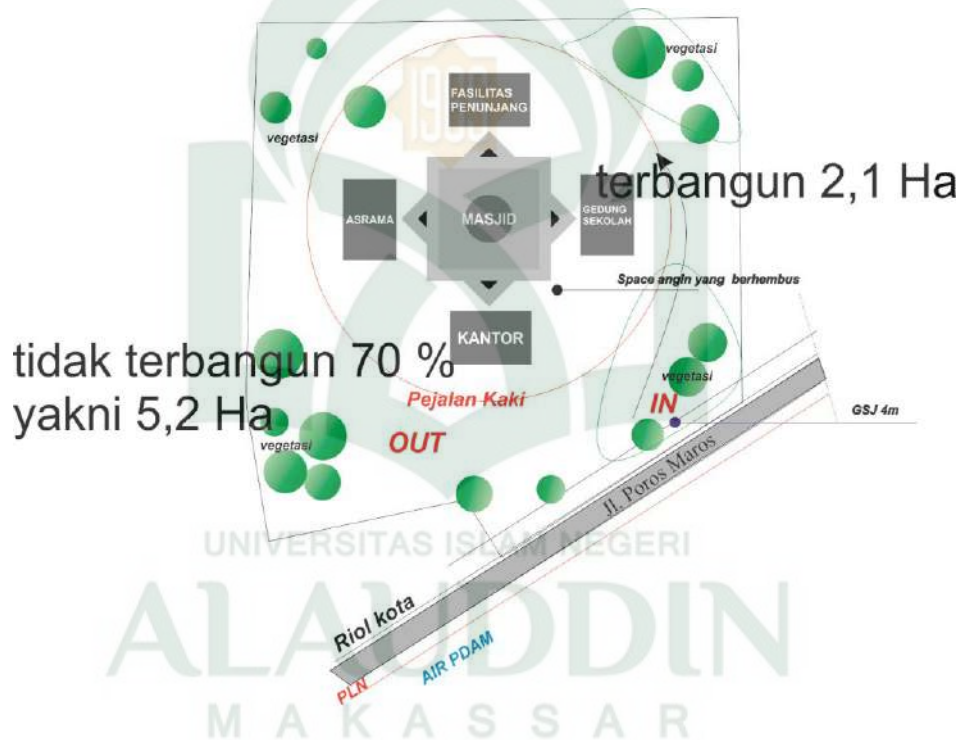 vegetasi
1980
FASILITAS
PENUNJANG
vegetasi
terbangun 2,1 Ha
ASRAMA
MASJID
GEDUNG
SEKOLAH
Space angin yang berhembus
KANTOR
tidak terbangun 70 %
yakni 5,2 Ha
vegetasi
Pejalan Kaki
IN
GSJ 4m
OUT
vegetasi
Jl. Poros Maros
UNIVERSITAS ISLAM NEGERI
ALAUDDIN
Riol kota
AIR PDAM
PLN
MAKASSAR